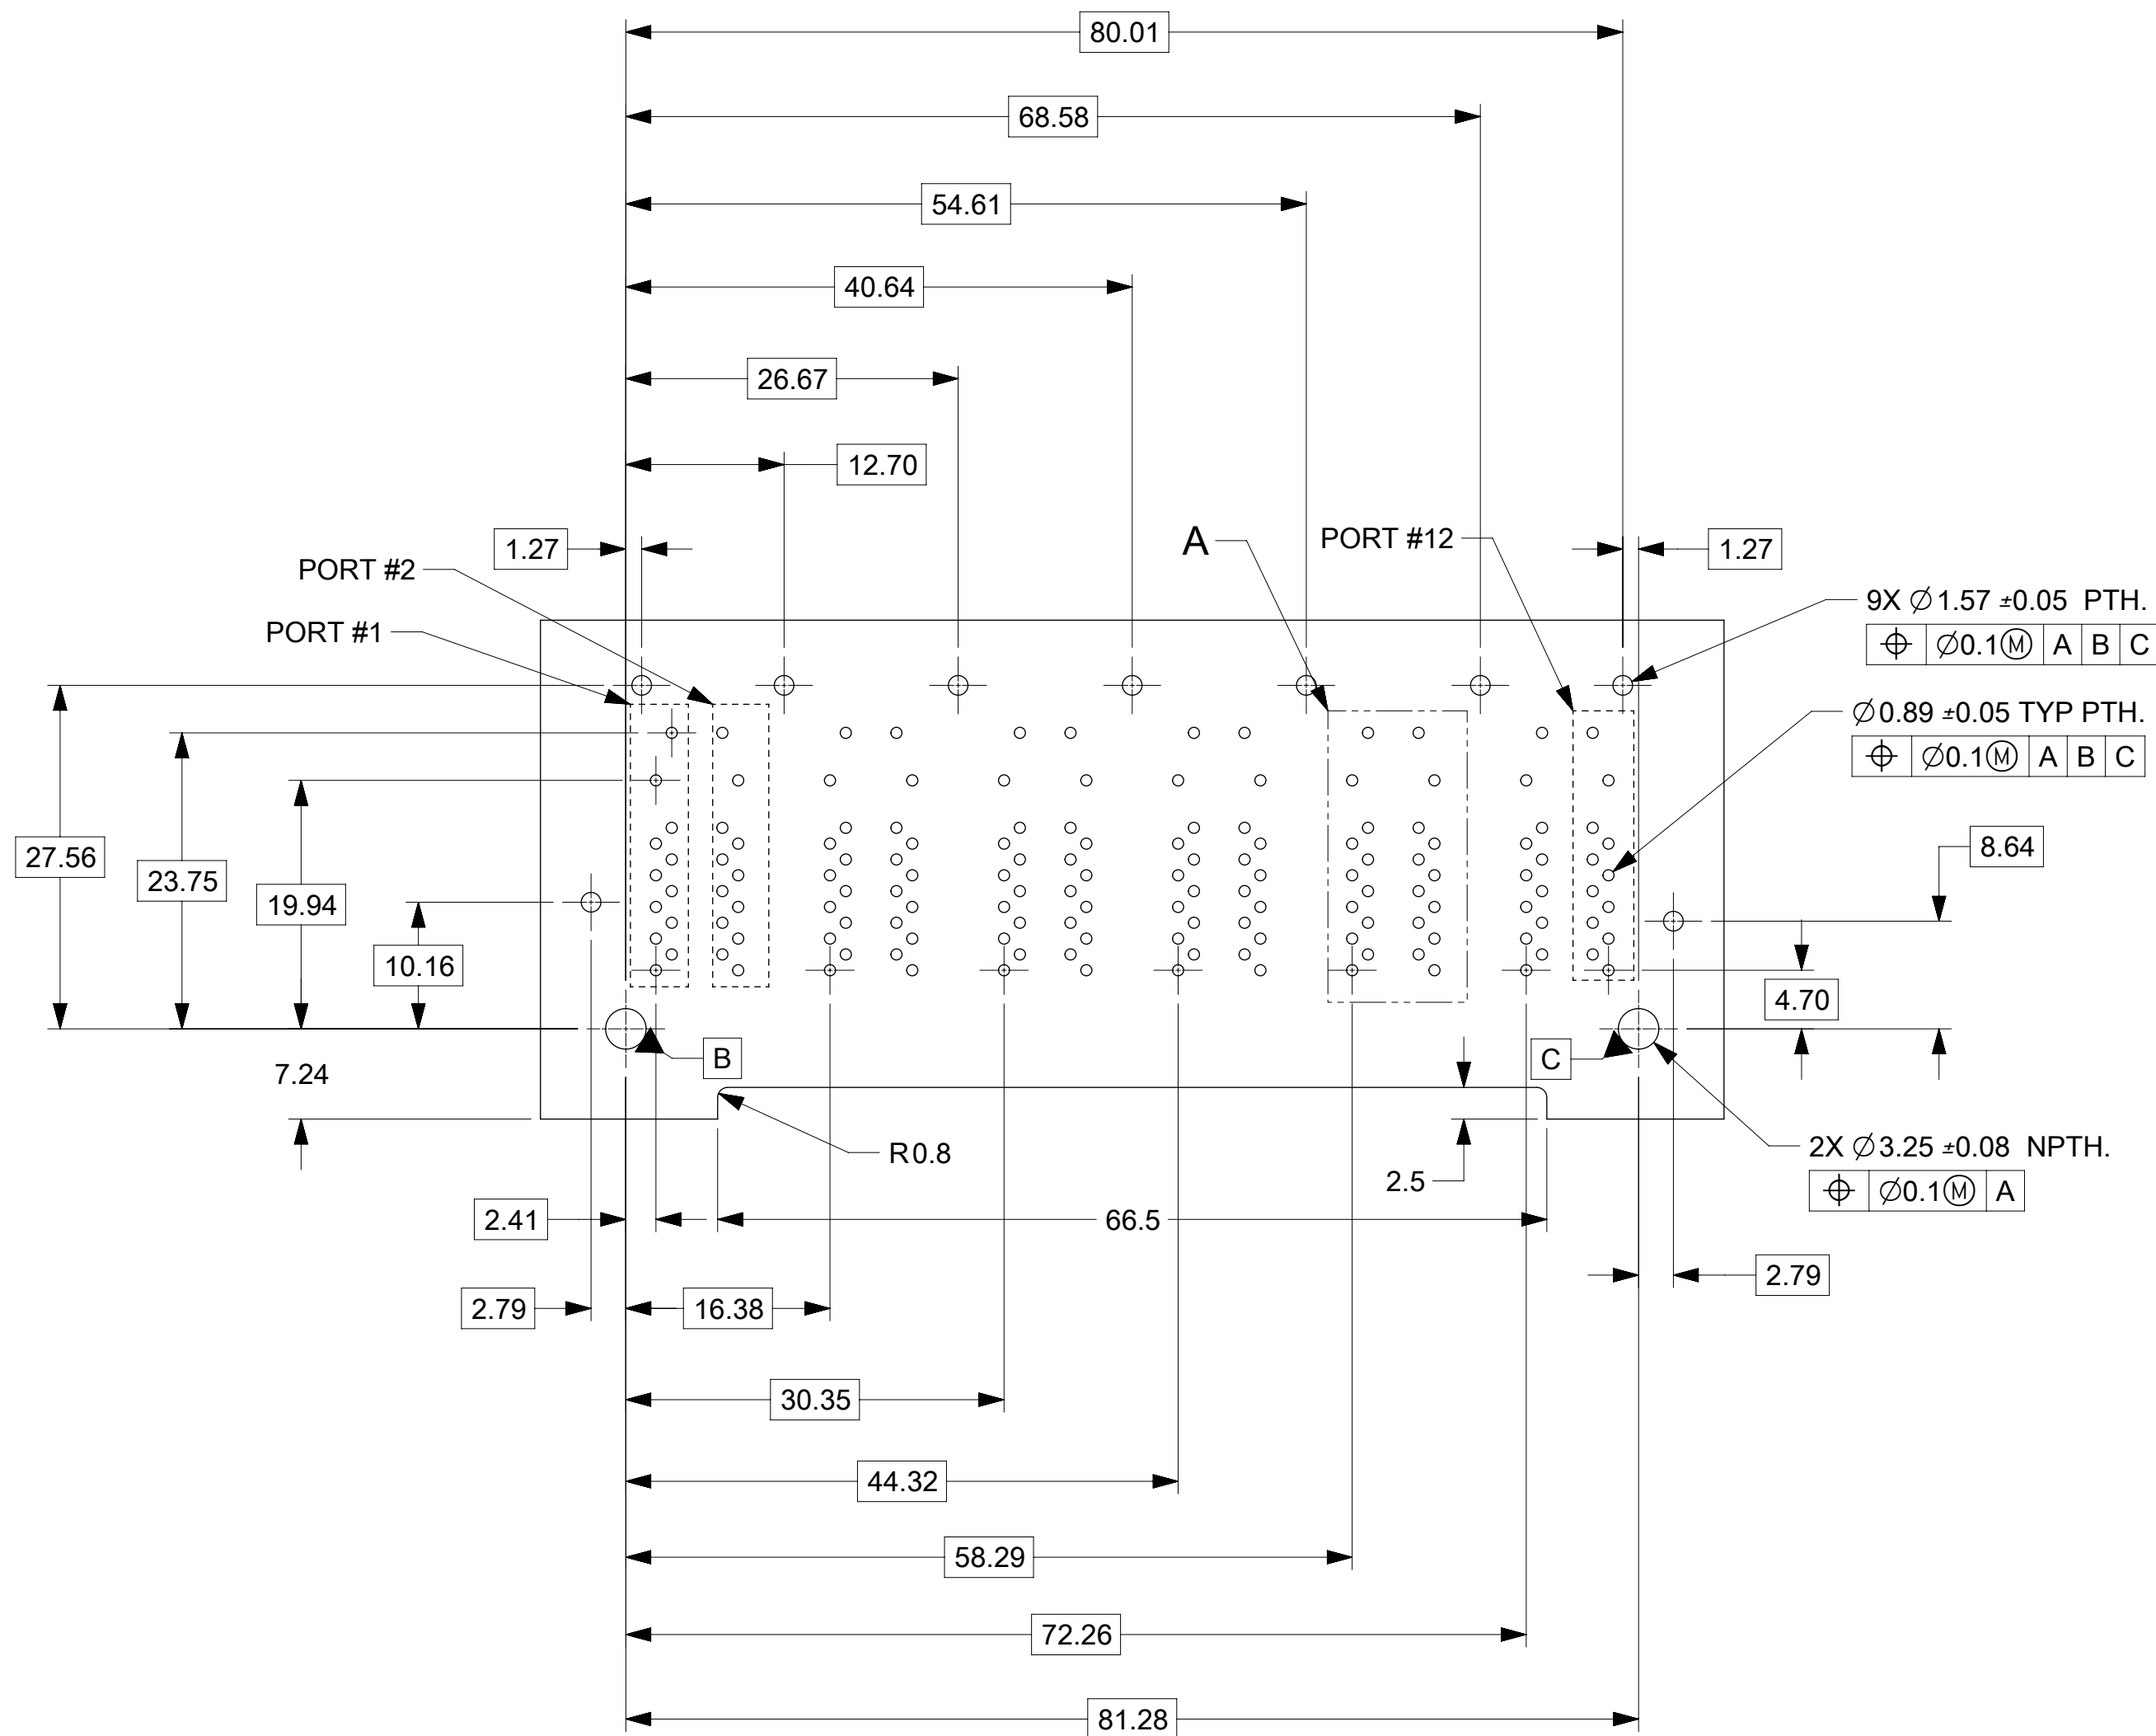 80.01
68.58
54.61
40.64
26.67
12.70
1.27
A
PORT #12
1.27
PORT #2
PORT #1
9X ⌀1.57 ±0.05 PTH.
⌖ ⌀0.1Ⓜ A B C
⌀0.89 ±0.05 TYP PTH.
⌖ ⌀0.1Ⓜ A B C
27.56
23.75
19.94
10.16
8.64
4.70
7.24
B
C
R0.8
2.5
2X ⌀3.25 ±0.08 NPTH.
⌖ ⌀0.1Ⓜ A
2.41
66.5
2.79
16.38
2.79
30.35
44.32
58.29
72.26
81.28